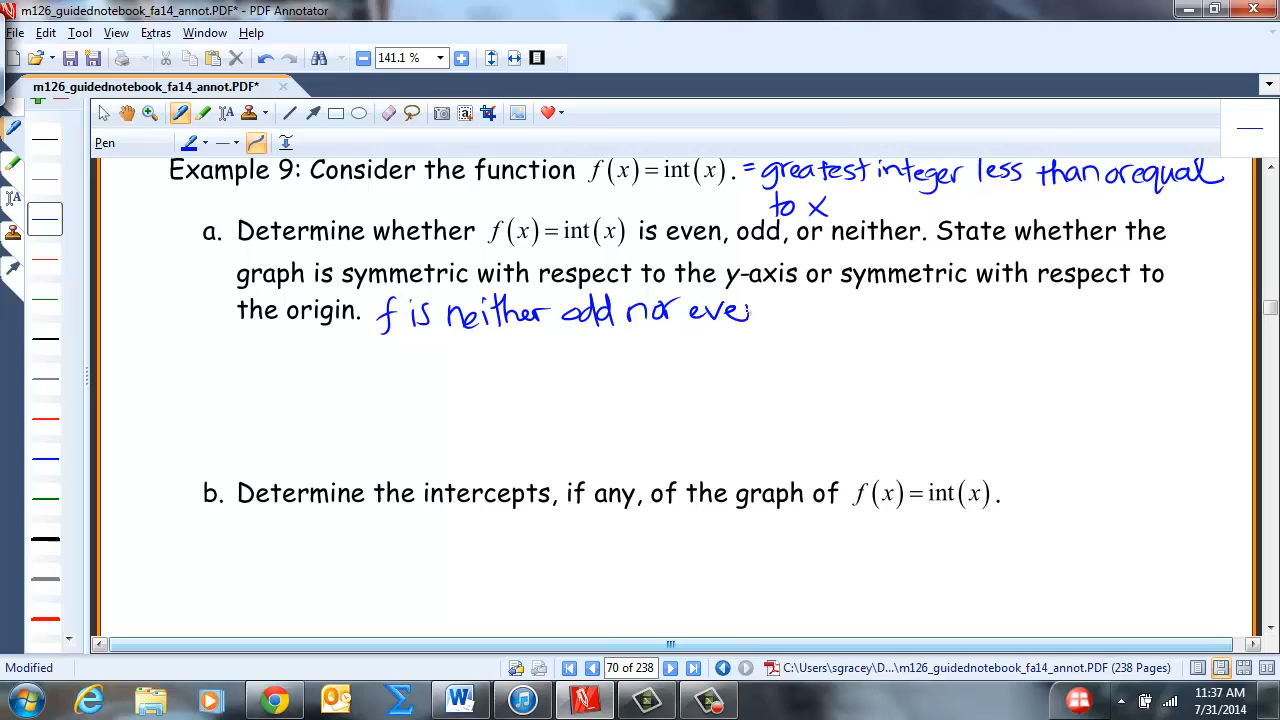 m126_guidednotebook_fa14_annot.PDF* - PDF Annotator
File Edit Tool View Extras Window Help
141.1 %
m126_guidednotebook_fa14_annot.PDF*
Pen
Example 9: Consider the function f(x) = int(x). = greatest integer less than or equal
to x
a. Determine whether f(x) = int(x) is even, odd, or neither. State whether the
graph is symmetric with respect to the y-axis or symmetric with respect to
the origin. f is neither odd nor eve
b. Determine the intercepts, if any, of the graph of f(x) = int(x).
Modified 70 of 238 C:\Users\sgracey\D...\m126_guidednotebook_fa14_annot.PDF (238 Pages)
11:37 AM
7/31/2014